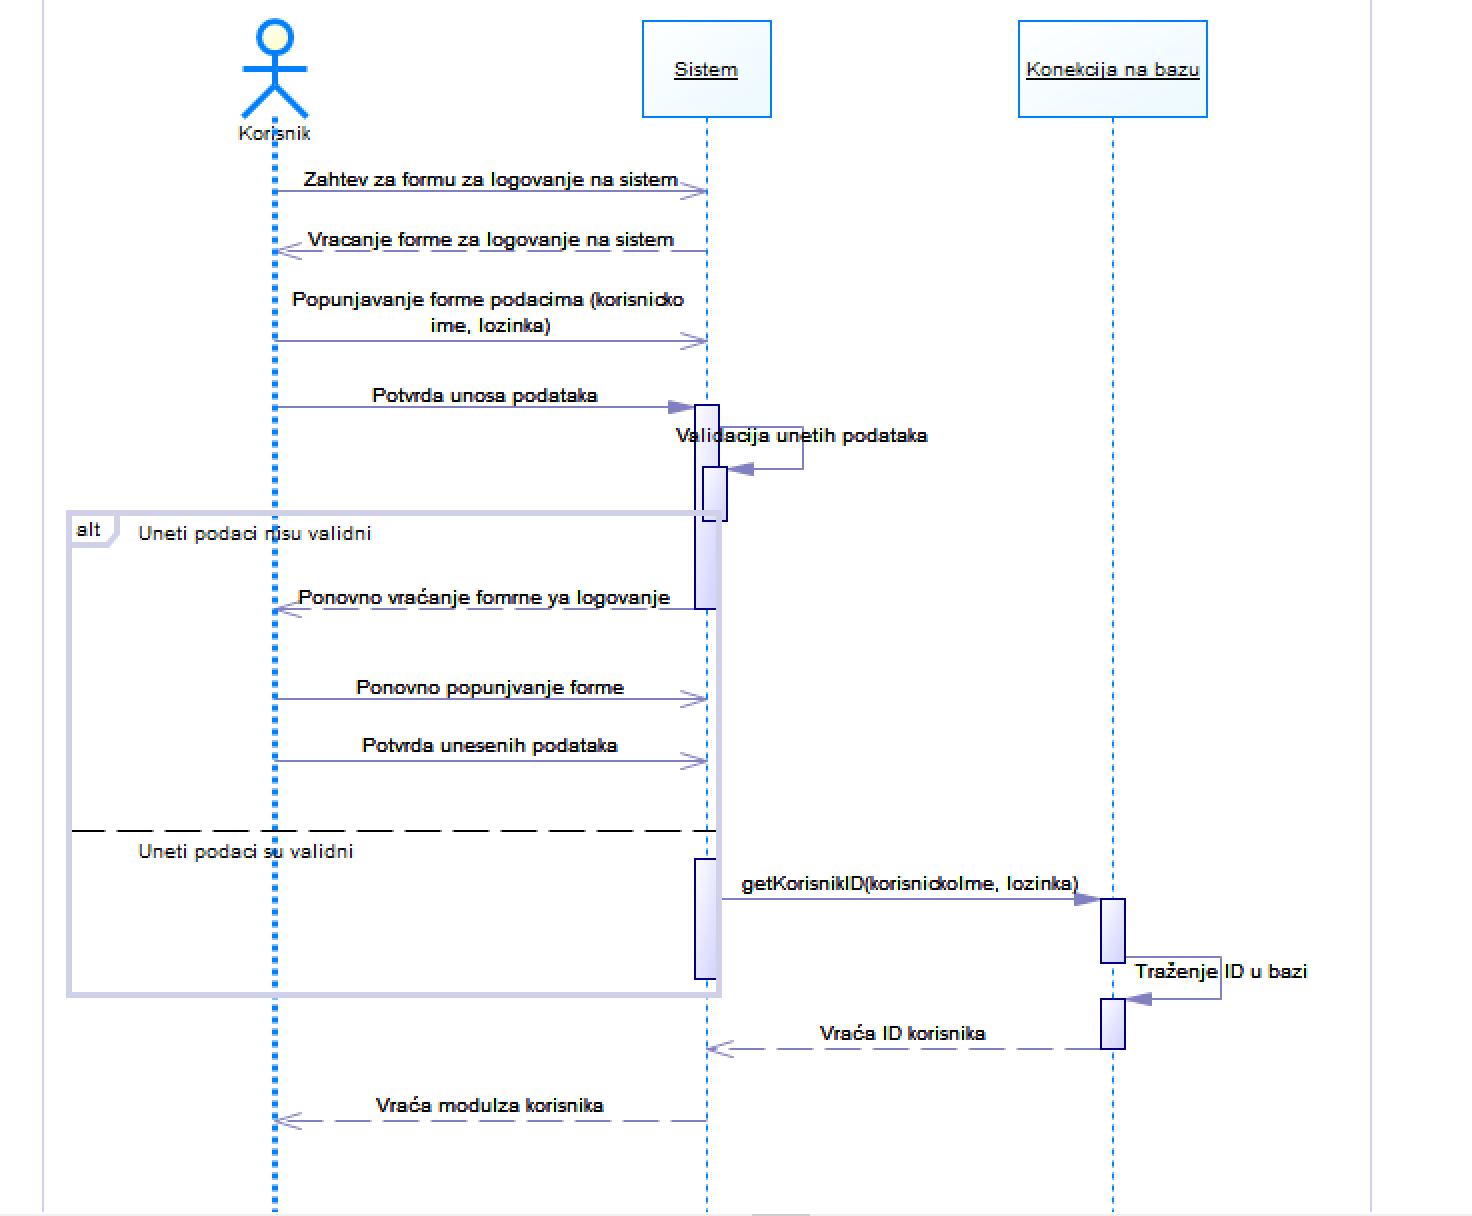 Korisnik
Sistem
Konekcija na bazu
Zahtev za formu za logovanje na sistem
Vracanje forme za logovanje na sistem
Popunjavanje forme podacima (korisnicko
ime, lozinka)
Potvrda unosa podataka
Validacija unetih podataka
alt
Uneti podaci nisu validni
Ponovno vraćanje fomrne ya logovanje
Ponovno popunjvanje forme
Potvrda unesenih podataka
Uneti podaci su validni
getKorisnikID(korisnickoIme, lozinka)
Traženje ID u bazi
Vraća ID korisnika
Vraća modulza korisnika